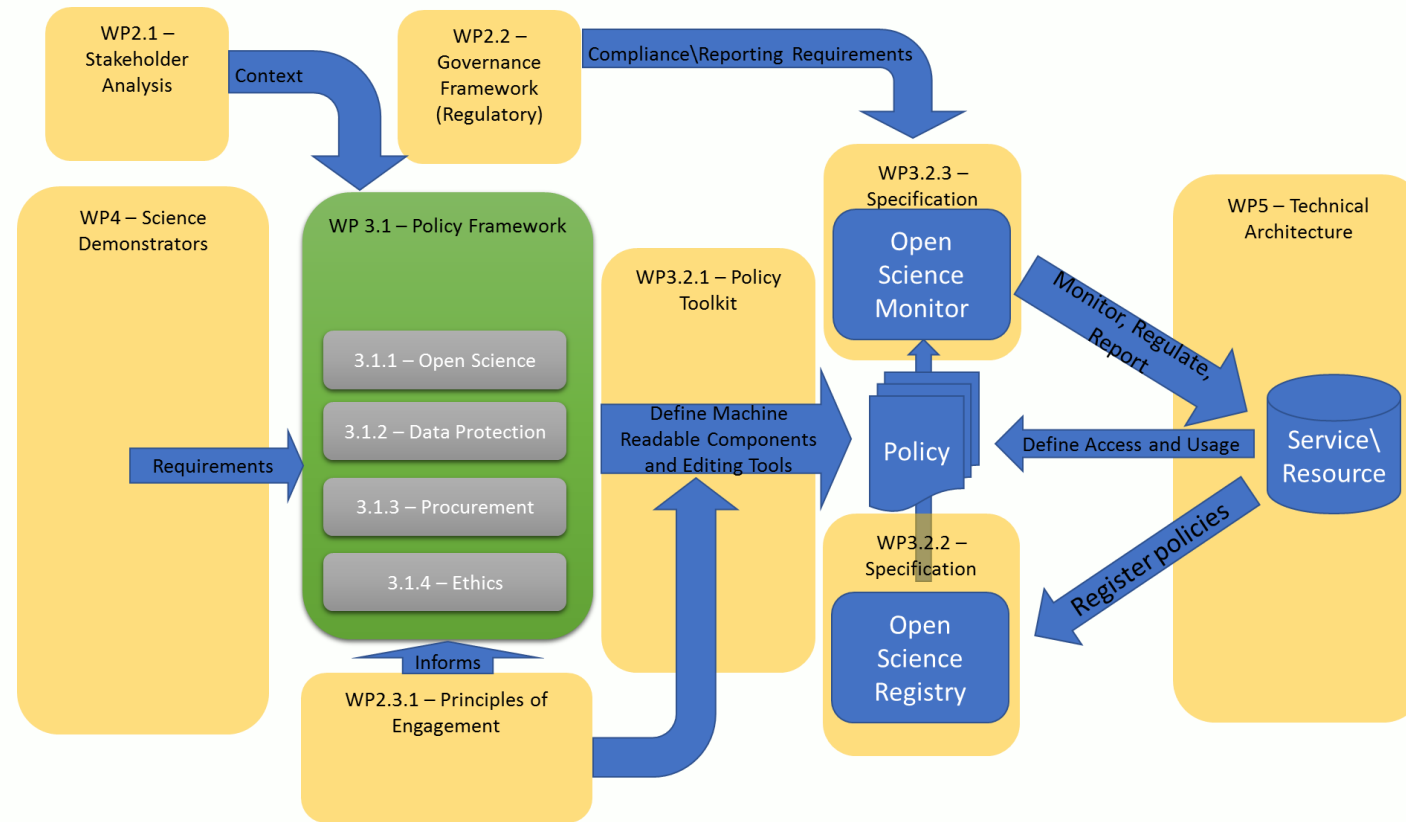 WP2.1 –
Stakeholder
Analysis
Context
WP2.2 –
Governance
Framework
(Regulatory)
Compliance\Reporting Requirements
WP4 – Science
Demonstrators
Requirements
WP 3.1 – Policy Framework
3.1.1 – Open Science
3.1.2 – Data Protection
3.1.3 – Procurement
3.1.4 – Ethics
Informs
WP2.3.1 – Principles of
Engagement
WP3.2.1 – Policy
Toolkit
Define Machine
Readable Components
and Editing Tools
WP3.2.3 –
Specification
Open
Science
Monitor
Policy
WP3.2.2 –
Specification
Open
Science
Registry
Monitor, Regulate,
Report
Define Access and Usage
Register policies
WP5 – Technical
Architecture
Service\
Resource